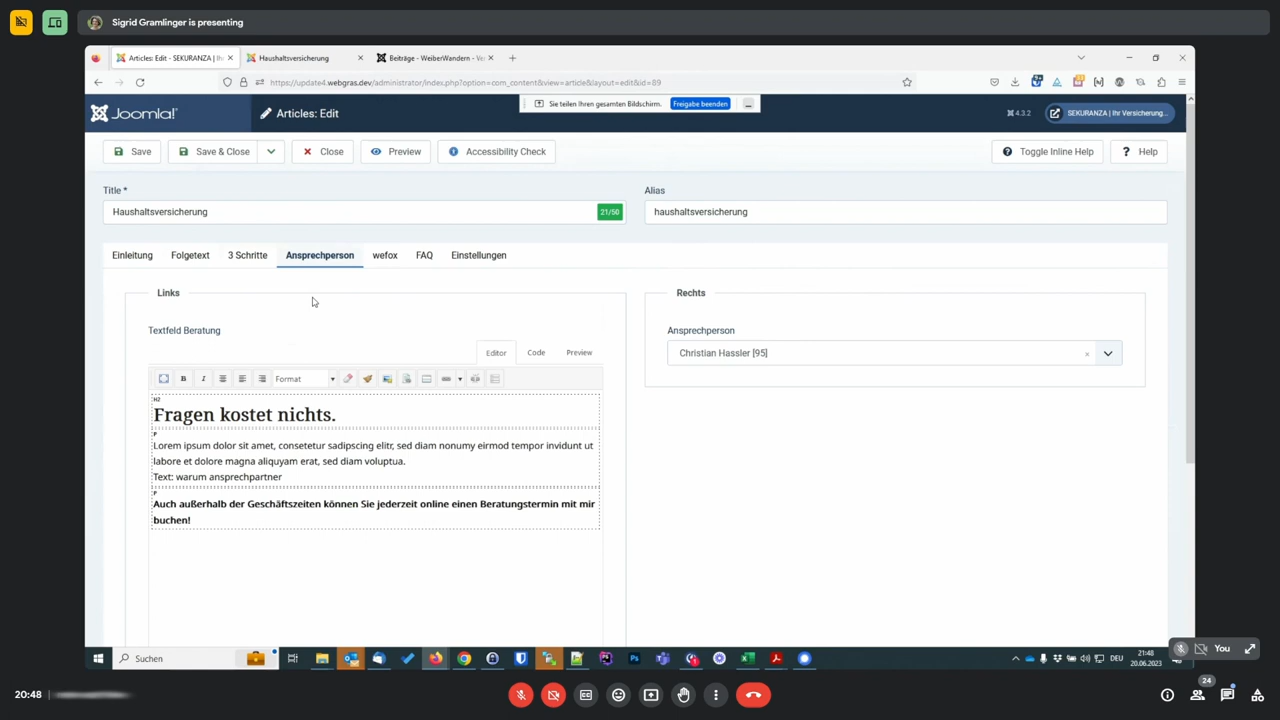 Sigrid Gramlinger is presenting
Articles: Edit - SEKURANZA | Ih
Haushaltsversicherung
Beiträge - WeiberWandern - Ve
https://update4.webgras.dev/administrator/index.php?option=com_content&view=article&layout=edit&id=89
Joomla!
Articles: Edit
Sie teilen Ihren gesamten Bildschirm.
Freigabe beenden
4.3.2
SEKURANZA | Ihr Versicherung...
Save
Save & Close
Close
Preview
Accessibility Check
Toggle Inline Help
Help
Title *
Alias
Haushaltsversicherung
21/50
haushaltsversicherung
Einleitung
Folgetext
3 Schritte
Ansprechperson
wefox
FAQ
Einstellungen
Links
Rechts
Textfeld Beratung
Ansprechperson
Editor
Code
Preview
Christian Hassler [95]
B
I
Format
H2
Fragen kostet nichts.
P
Lorem ipsum dolor sit amet, consetetur sadipscing elitr, sed diam nonumy eirmod tempor invidunt ut
labore et dolore magna aliquyam erat, sed diam voluptua.
Text: warum ansprechpartner
P
Auch außerhalb der Geschäftszeiten können Sie jederzeit online einen Beratungstermin mit mir
buchen!
You
Suchen
DEU
21:48
20.06.2023
20:48
24